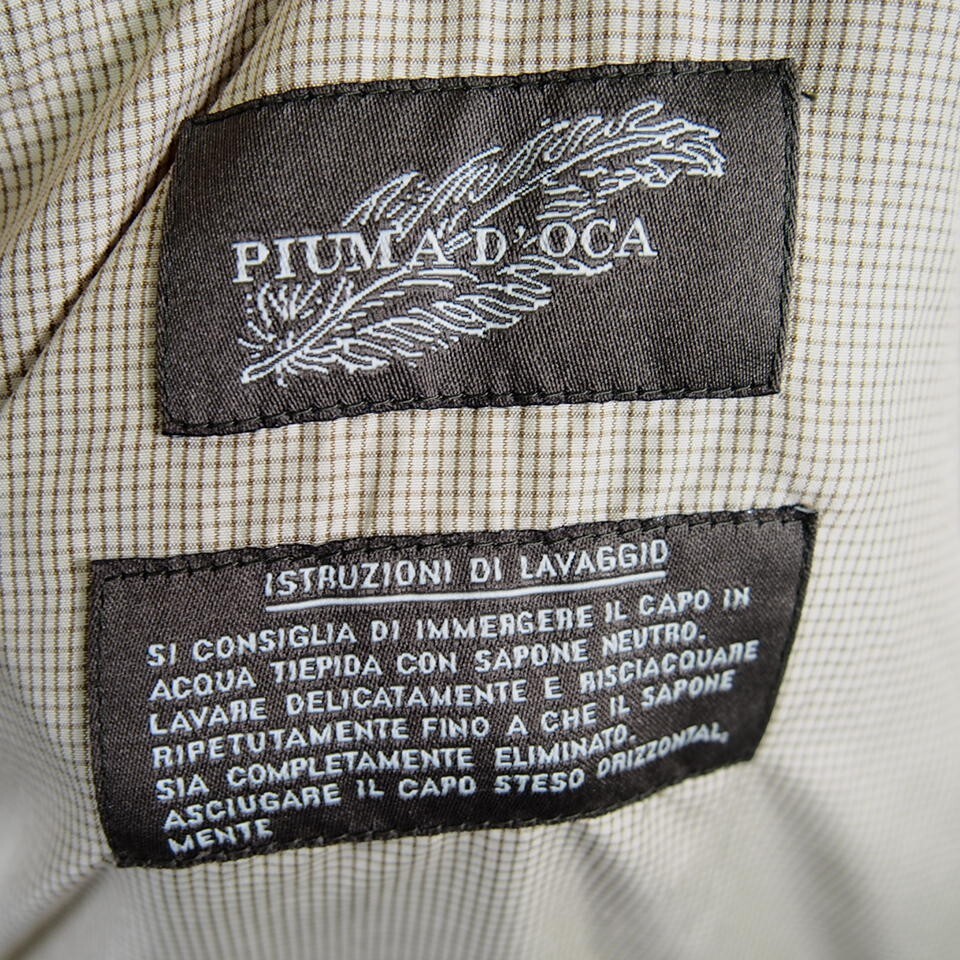 PIUMA D'OCA
ISTRUZIONI DI LAVAGGIO
SI CONSIGLIA DI IMMERGERE IL CAPO IN
ACQUA TIEPIDA CON SAPONE NEUTRO.
LAVARE DELICATAMENTE E RISCIACQUARE
RIPETUTAMENTE FINO A CHE IL SAPONE
SIA COMPLETAMENTE ELIMINATO.
ASCIUGARE IL CAPO STESO ORIZZONTAL,
MENTE